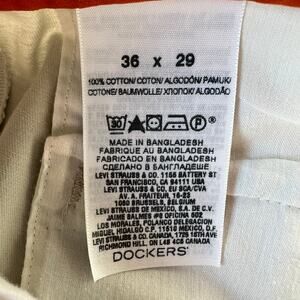 36 x 29
100% COTTON/COTON/ALGODÓN/PAMUK/
COTONE/BAUMWOLLE/ΧΛΟΠΟΚ/ALGODÃO
MADE IN BANGLADESH
FABRIQUE AU BANGLADESH
FABRICADO EN BANGLADESH
СДЕЛАНО В БАНГЛАДЕШЕ
LEVI STRAUSS & CO. 1155 BATTERY ST
SAN FRANCISCO, CA 94111 USA
LEVI STRAUSS & CO. EU SCA/CVA
AV. A. FRAITEUR, 15-23
1050 BRUSSELS, BELGIUM
LEVI STRAUSS DE MEXICO, S.A. DE C.V.
JAIME BALMES #8 OFICINA 602
LOS MORALES, POLANCO DELEGACION
MIGUEL HIDALGO C.P. 11510 MEXICO, D.F.
LEVI STRAUSS & CO. CANADA, 1725 16TH AVE
RICHMOND HILL, ON L4B 4C6 CANADA
DOCKERS®